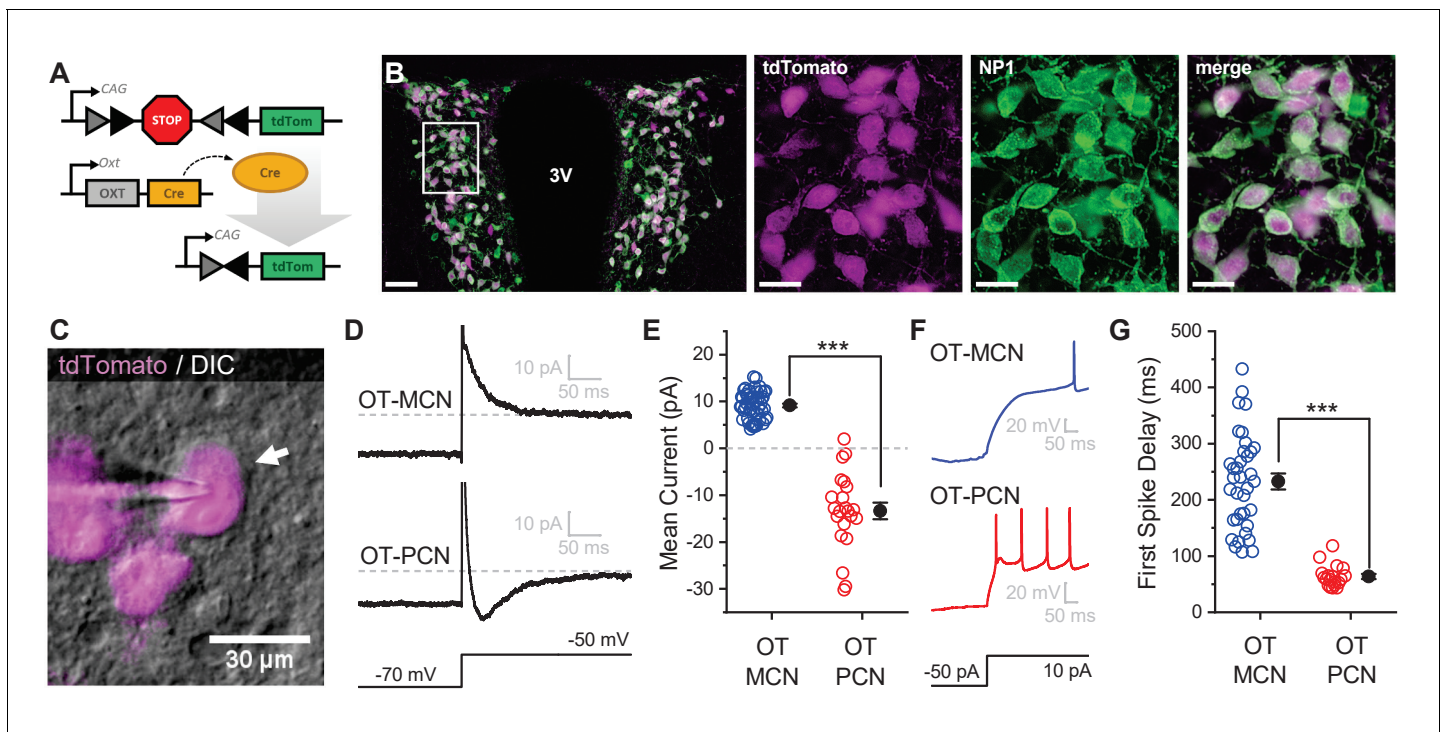 A
CAG
STOP
tdTom
Oxt
OXT
Cre
Cre
CAG
tdTom
B
3V
tdTomato
NP1
merge
C
tdTomato / DIC
30 µm
D
10 pA
50 ms
OT-MCN
10 pA
50 ms
OT-PCN
-50 mV
-70 mV
E
Mean Current (pA)
20
10
0
-10
-20
-30
***
OT
MCN
OT
PCN
F
OT-MCN
20 mV
50 ms
OT-PCN
20 mV
50 ms
-50 pA
10 pA
G
First Spike Delay (ms)
500
400
300
200
100
0
***
OT
MCN
OT
PCN